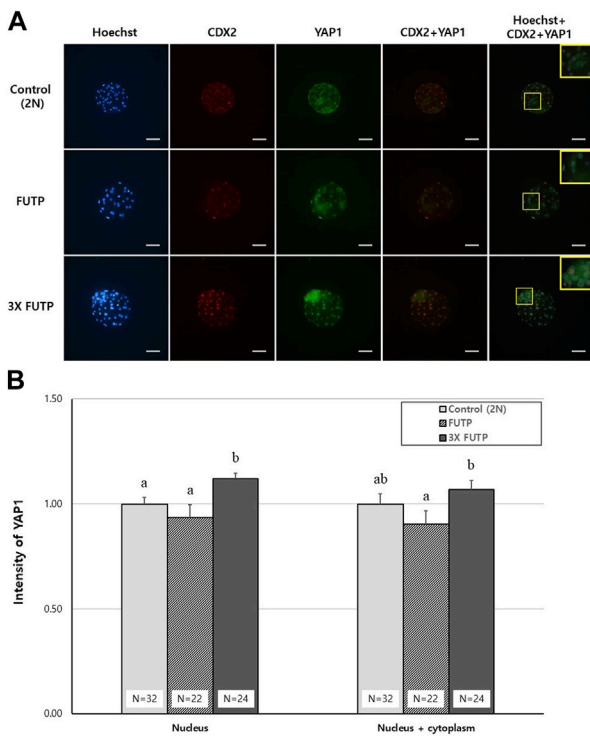 A
Hoechst
CDX2
YAP1
CDX2+YAP1
Hoechst+
CDX2+YAP1
Control
(2N)
FUTP
3X FUTP
B
Intensity of YAP1
1.50
1.00
0.50
0.00
Control (2N)
FUTP
3X FUTP
a
a
b
ab
a
b
N=32
N=22
N=24
N=32
N=22
N=24
Nucleus
Nucleus + cytoplasm